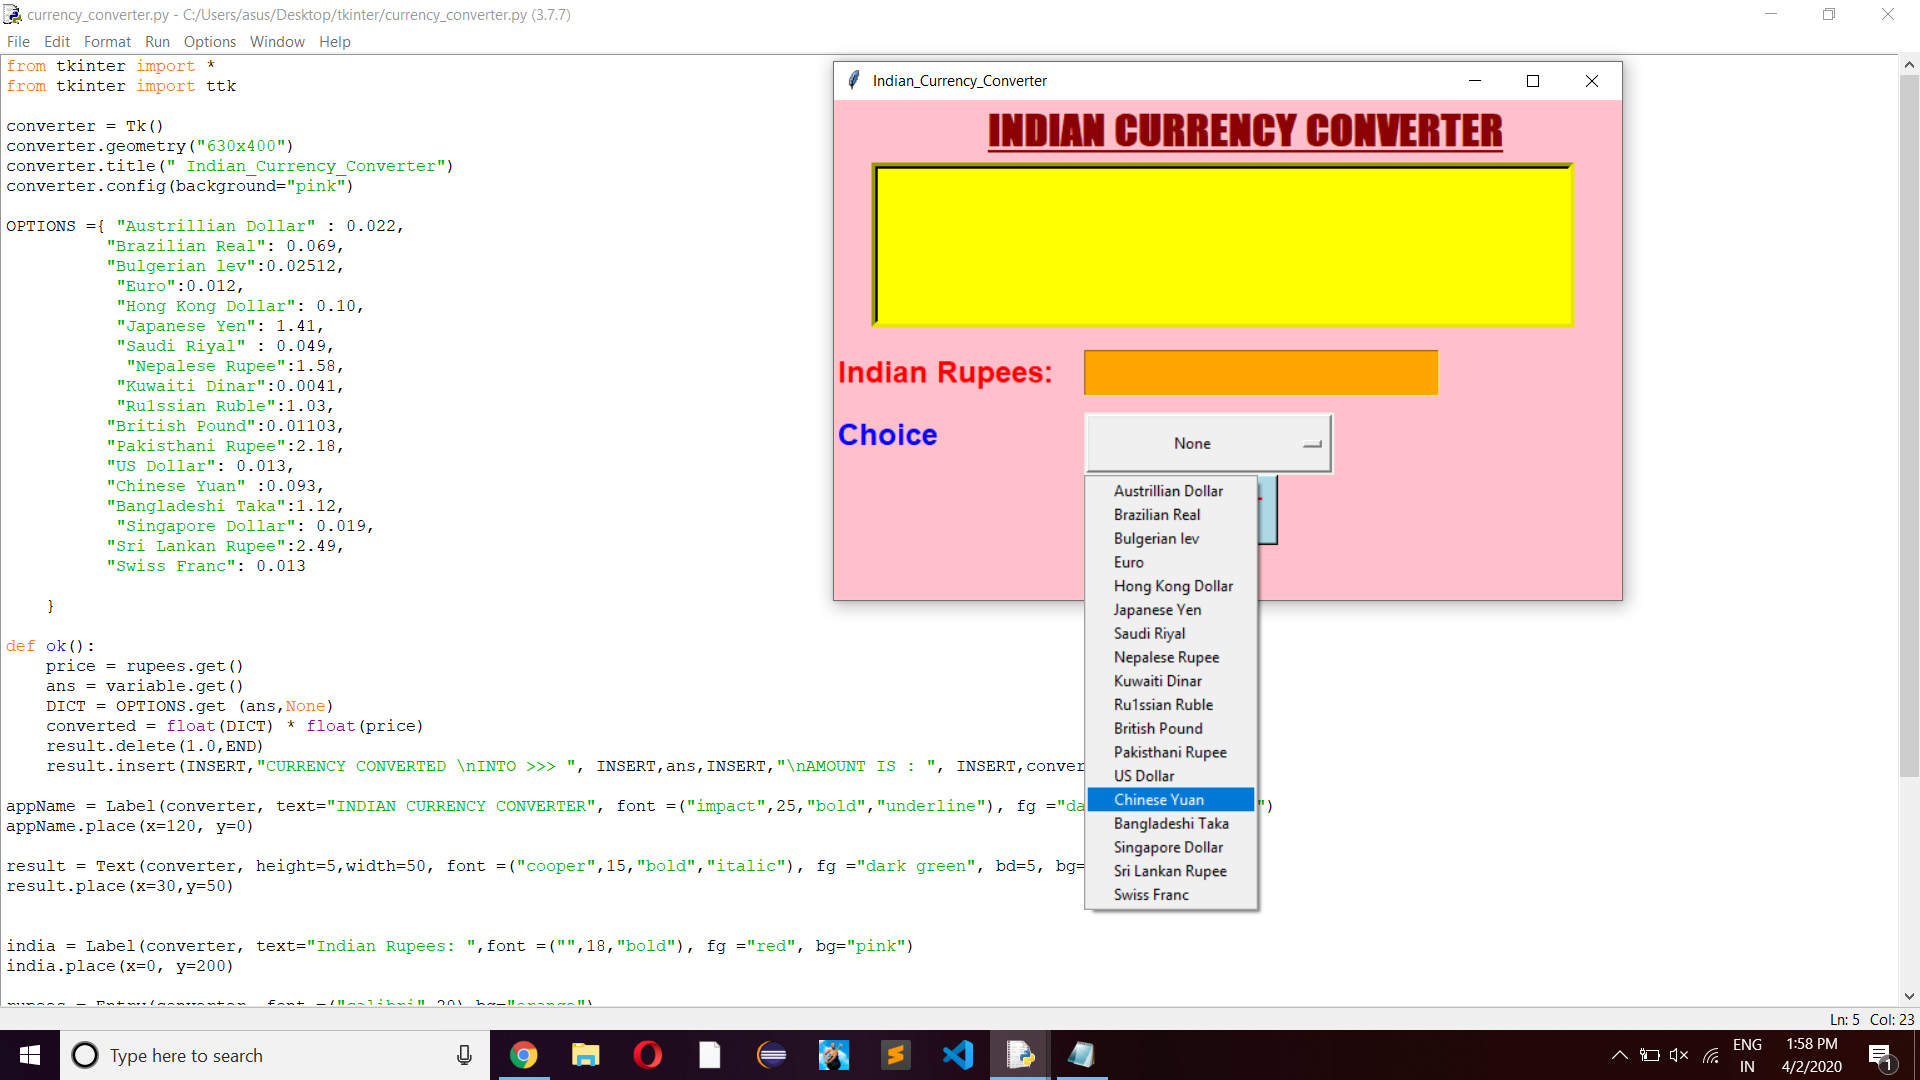 currency_converter.py - C:/Users/asus/Desktop/tkinter/currency_converter.py (3.7.7)
File Edit Format Run Options Window Help
from tkinter import *
from tkinter import ttk
converter = Tk()
converter.geometry("630x400")
converter.title(" Indian_Currency_Converter")
converter.config(background="pink")
OPTIONS ={ "Austrillian Dollar" : 0.022,
"Brazilian Real": 0.069,
"Bulgerian lev":0.02512,
"Euro":0.012,
"Hong Kong Dollar": 0.10,
"Japanese Yen": 1.41,
"Saudi Riyal" : 0.049,
"Nepalese Rupee":1.58,
"Kuwaiti Dinar":0.0041,
"Ru1ssian Ruble":1.03,
"British Pound":0.01103,
"Pakisthani Rupee":2.18,
"US Dollar": 0.013,
"Chinese Yuan" :0.093,
"Bangladeshi Taka":1.12,
"Singapore Dollar": 0.019,
"Sri Lankan Rupee":2.49,
"Swiss Franc": 0.013
}
def ok():
price = rupees.get()
ans = variable.get()
DICT = OPTIONS.get (ans,None)
converted = float(DICT) * float(price)
result.delete(1.0,END)
result.insert(INSERT,"CURRENCY CONVERTED \nINTO >>> ", INSERT,ans,INSERT,"\nAMOUNT IS : ", INSERT,conver
appName = Label(converter, text="INDIAN CURRENCY CONVERTER", font =("impact",25,"bold","underline"), fg ="da ")
appName.place(x=120, y=0)
result = Text(converter, height=5,width=50, font =("cooper",15,"bold","italic"), fg ="dark green", bd=5, bg=
result.place(x=30,y=50)
india = Label(converter, text="Indian Rupees: ",font =("",18,"bold"), fg ="red", bg="pink")
india.place(x=0, y=200)
rupees = Entry(converter, font =("calibri",20),bg="orange")
Indian_Currency_Converter
INDIAN CURRENCY CONVERTER
Indian Rupees:
Choice
None
Austrillian Dollar
Brazilian Real
Bulgerian lev
Euro
Hong Kong Dollar
Japanese Yen
Saudi Riyal
Nepalese Rupee
Kuwaiti Dinar
Ru1ssian Ruble
British Pound
Pakisthani Rupee
US Dollar
Chinese Yuan
Bangladeshi Taka
Singapore Dollar
Sri Lankan Rupee
Swiss Franc
Ln: 5 Col: 23
Type here to search
ENG
IN
1:58 PM
4/2/2020
1